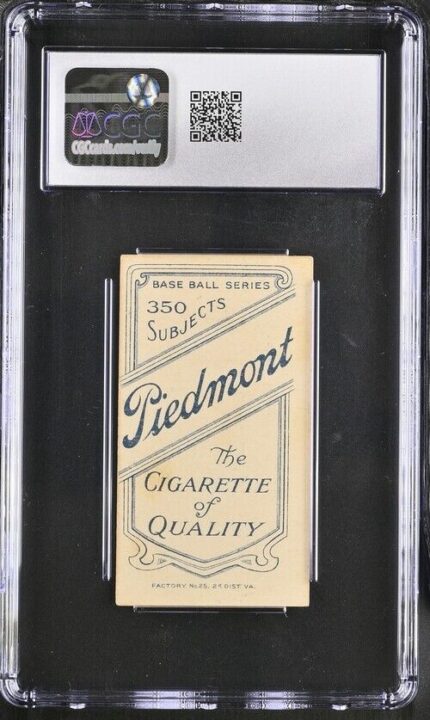 CGC
CGCcards.com/verify
BASE BALL SERIES
350
SUBJECTS
Piedmont
The
CIGARETTE
of
QUALITY
FACTORY No 25, 2D DIST. VA.